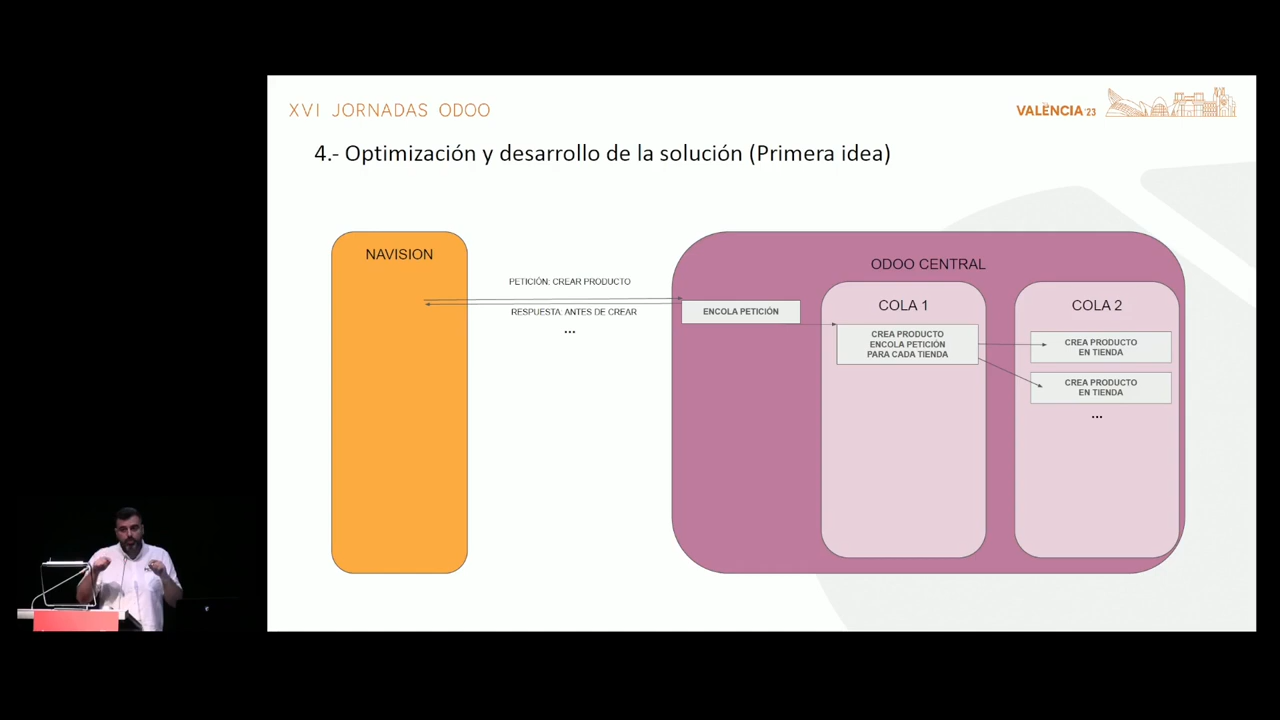 XVI JORNADAS ODOO
VALÈNCIA '23
4.- Optimización y desarrollo de la solución (Primera idea)
NAVISION
PETICIÓN: CREAR PRODUCTO
RESPUESTA: ANTES DE CREAR
...
ODOO CENTRAL
ENCOLA PETICIÓN
COLA 1
CREA PRODUCTO
ENCOLA PETICIÓN
PARA CADA TIENDA
COLA 2
CREA PRODUCTO
EN TIENDA
CREA PRODUCTO
EN TIENDA
...